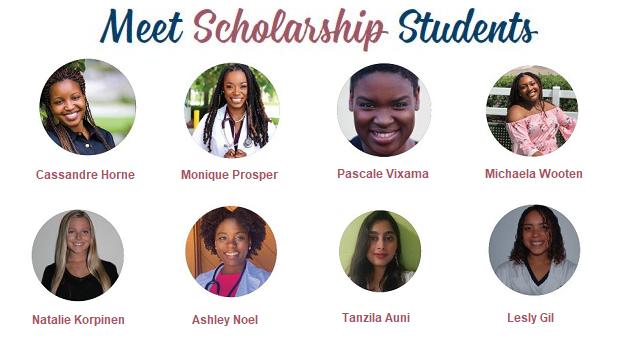 Meet Scholarship Students
Cassandre Horne
Monique Prosper
Pascale Vixama
Michaela Wooten
Natalie Korpinen
Ashley Noel
Tanzila Auni
Lesly Gil